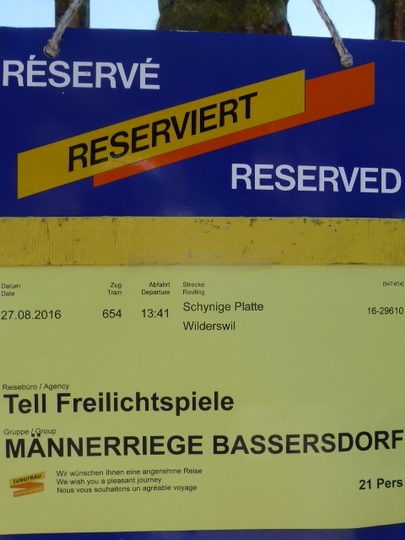 RÉSERVÉ
RESERVIERT
RESERVED
Datum Zug Abfahrt Strecke [547-654]
Date Train Departure Routing
27.08.2016 654 13:41 Schynige Platte 16-29610
Wilderswil
Reisebüro / Agency
Tell Freilichtspiele
Gruppe / Group
MÄNNERRIEGE BASSERSDORF
JUNGFRAU
Wir wünschen Ihnen eine angenehme Reise
We wish you a pleasant journey
Nous vous souhaitons un agréable voyage
21 Pers